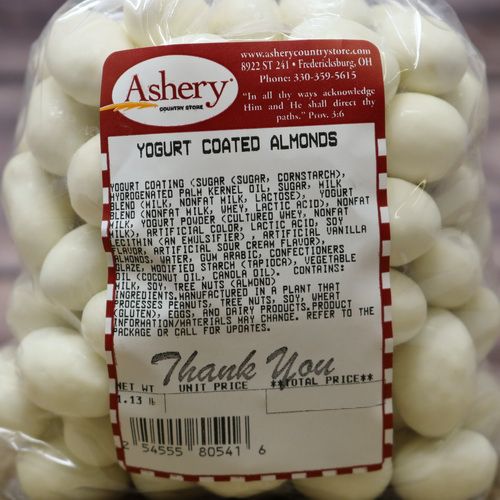 www.asherycountrystore.com
8922 ST 241 • Fredericksburg, OH
Phone: 330-359-5615
"In all thy ways acknowledge
Him and He shall direct thy
paths." Prov. 3:6
Ashery
COUNTRY STORE
YOGURT COATED ALMONDS
YOGURT COATING (SUGAR (SUGAR, CORNSTARCH),
HYDROGENATED PALM KERNEL OIL, SUGAR, MILK
BLEND (MILK, NONFAT MILK, LACTOSE), YOGURT
BLEND (NONFAT MILK, WHEY, LACTIC ACID), NONFAT
MILK, YOGURT POWDER (CULTURED WHEY, NONFAT
MILK), ARTIFICIAL COLOR, LACTIC ACID, SOY
LECITHIN (AN EMULSIFIER), ARTIFICIAL VANILLA
FLAVOR, ARTIFICIAL SOUR CREAM FLAVOR),
ALMONDS, WATER, GUM ARABIC, CONFECTIONERS
GLAZE, MODIFIED STARCH (TAPIOCA), VEGETABLE
OIL (COCONUT OIL, CANOLA OIL). CONTAINS:
MILK, SOY, TREE NUTS (ALMOND)
INGREDIENTS. MANUFACTURED IN A PLANT THAT
PROCESSES PEANUTS, TREE NUTS, SOY, WHEAT
(GLUTEN), EGGS, AND DAIRY PRODUCTS. PRODUCT
INFORMATION/MATERIALS MAY CHANGE. REFER TO THE
PACKAGE OR CALL FOR UPDATES.
Thank You
NET WT UNIT PRICE **TOTAL PRICE**
1.13 lb
2 54555 80541 6